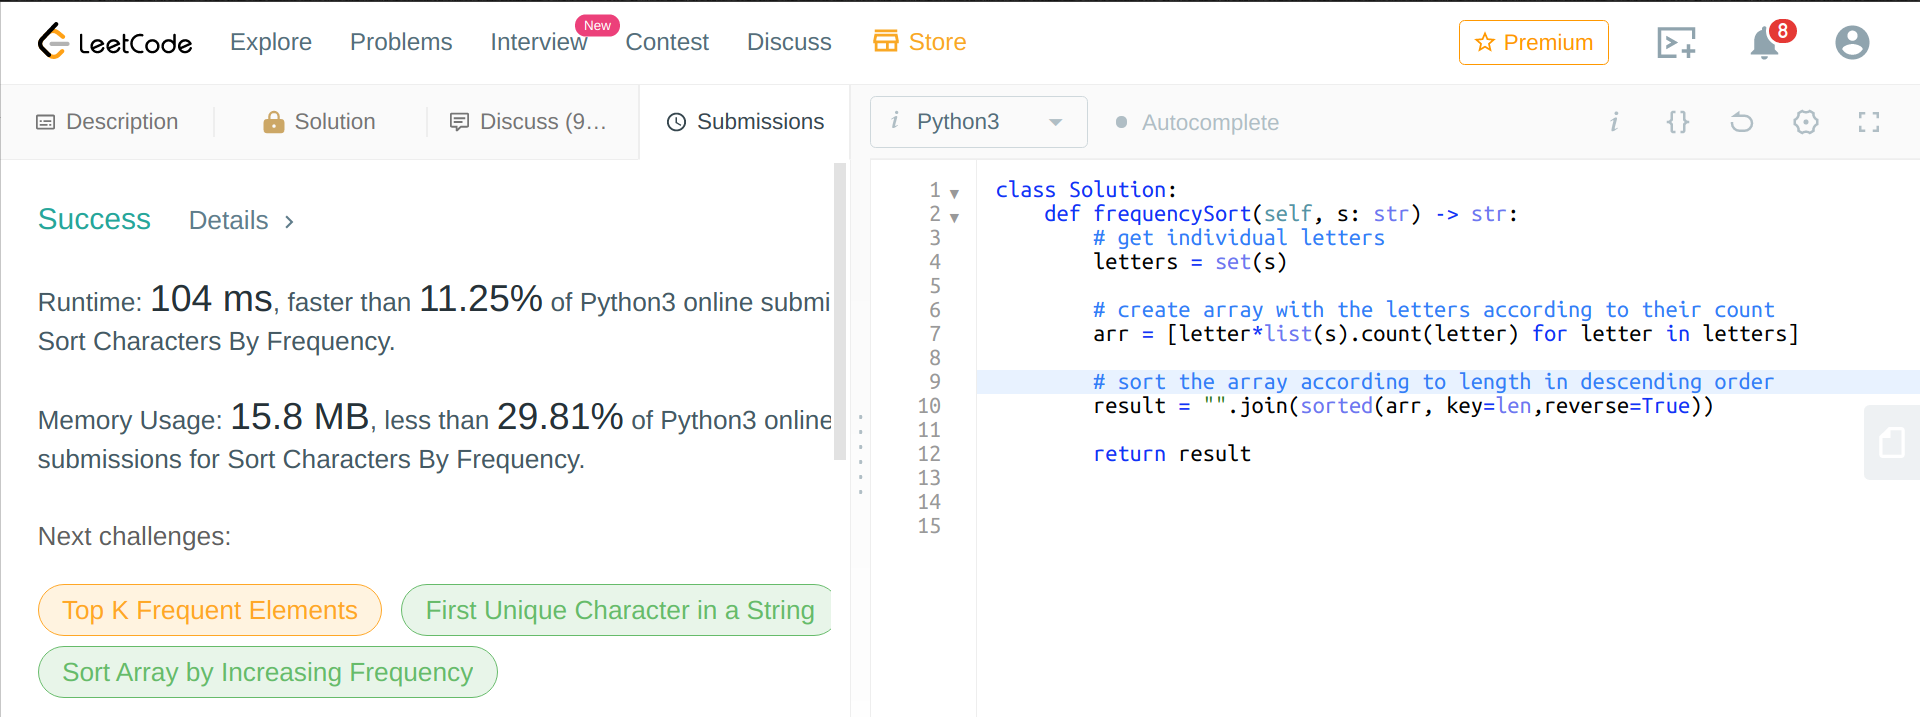 LeetCode Explore Problems Interview New Contest Discuss Store Premium 8
Description Solution Discuss (9... Submissions
i Python3 Autocomplete i {}
Success Details >
Runtime: 104 ms, faster than 11.25% of Python3 online submi
Sort Characters By Frequency.
Memory Usage: 15.8 MB, less than 29.81% of Python3 online
submissions for Sort Characters By Frequency.
Next challenges:
Top K Frequent Elements First Unique Character in a String
Sort Array by Increasing Frequency
1 class Solution:
2 def frequencySort(self, s: str) -> str:
3 # get individual letters
4 letters = set(s)
5
6 # create array with the letters according to their count
7 arr = [letter*list(s).count(letter) for letter in letters]
8
9 # sort the array according to length in descending order
10 result = "".join(sorted(arr, key=len,reverse=True))
11
12 return result
13
14
15